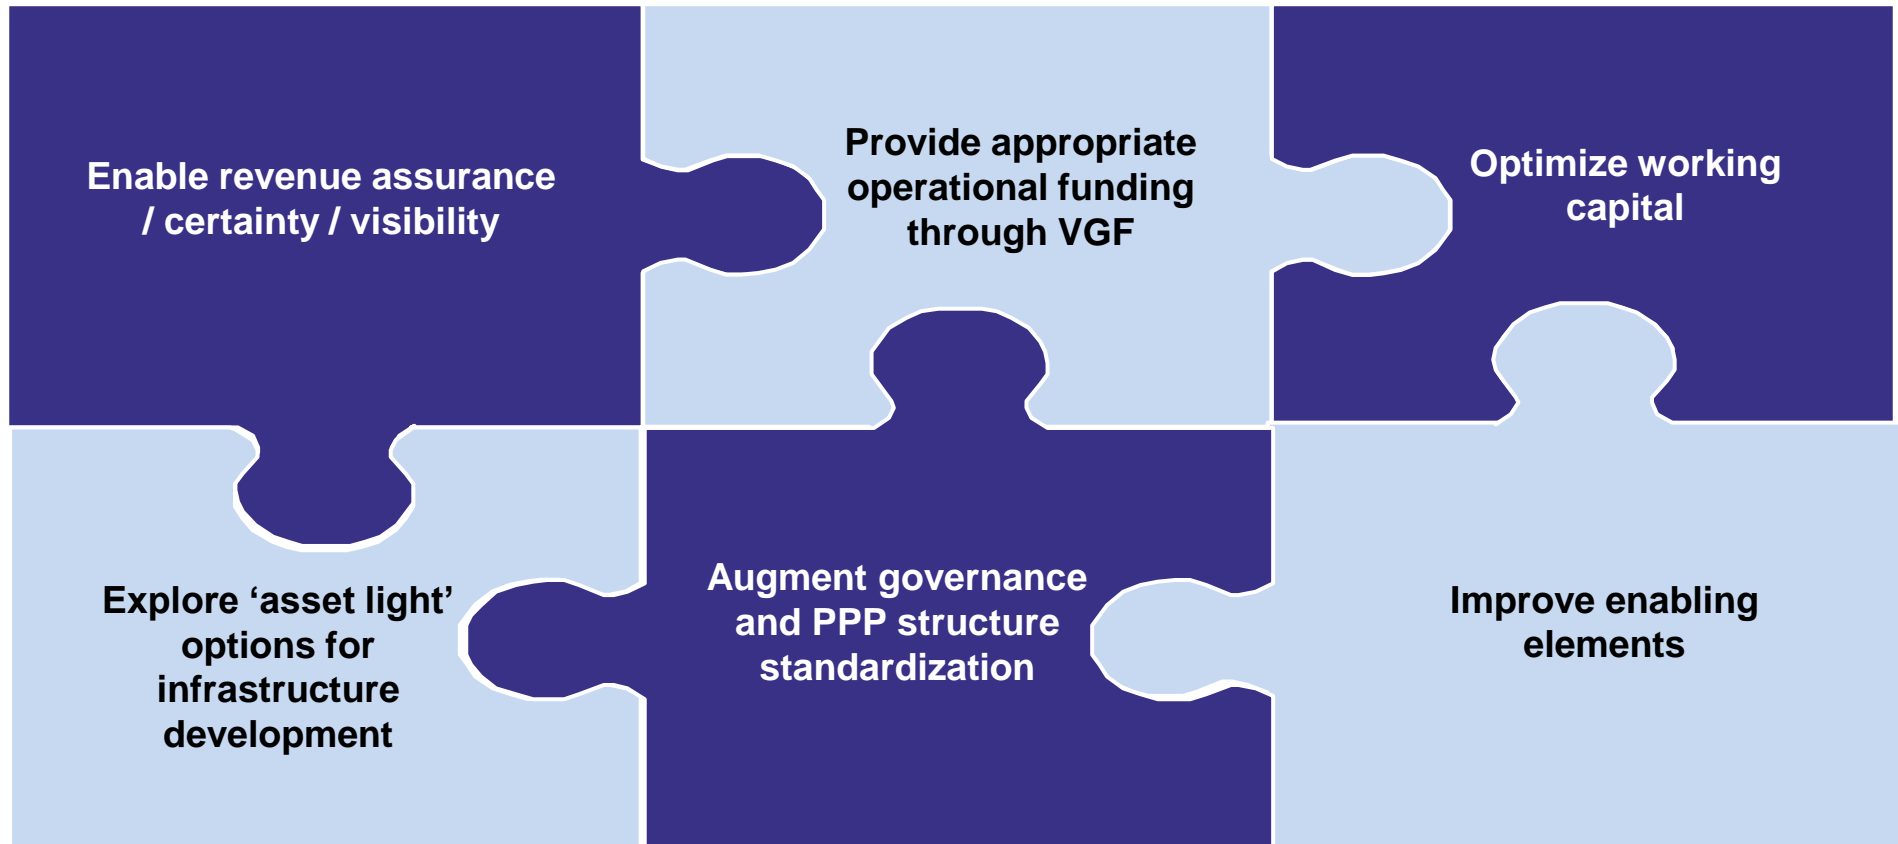 Enable revenue assurance
/ certainty / visibility
Provide appropriate
operational funding
through VGF
Optimize working
capital
Explore ‘asset light’
options for
infrastructure
development
Augment governance
and PPP structure
standardization
Improve enabling
elements